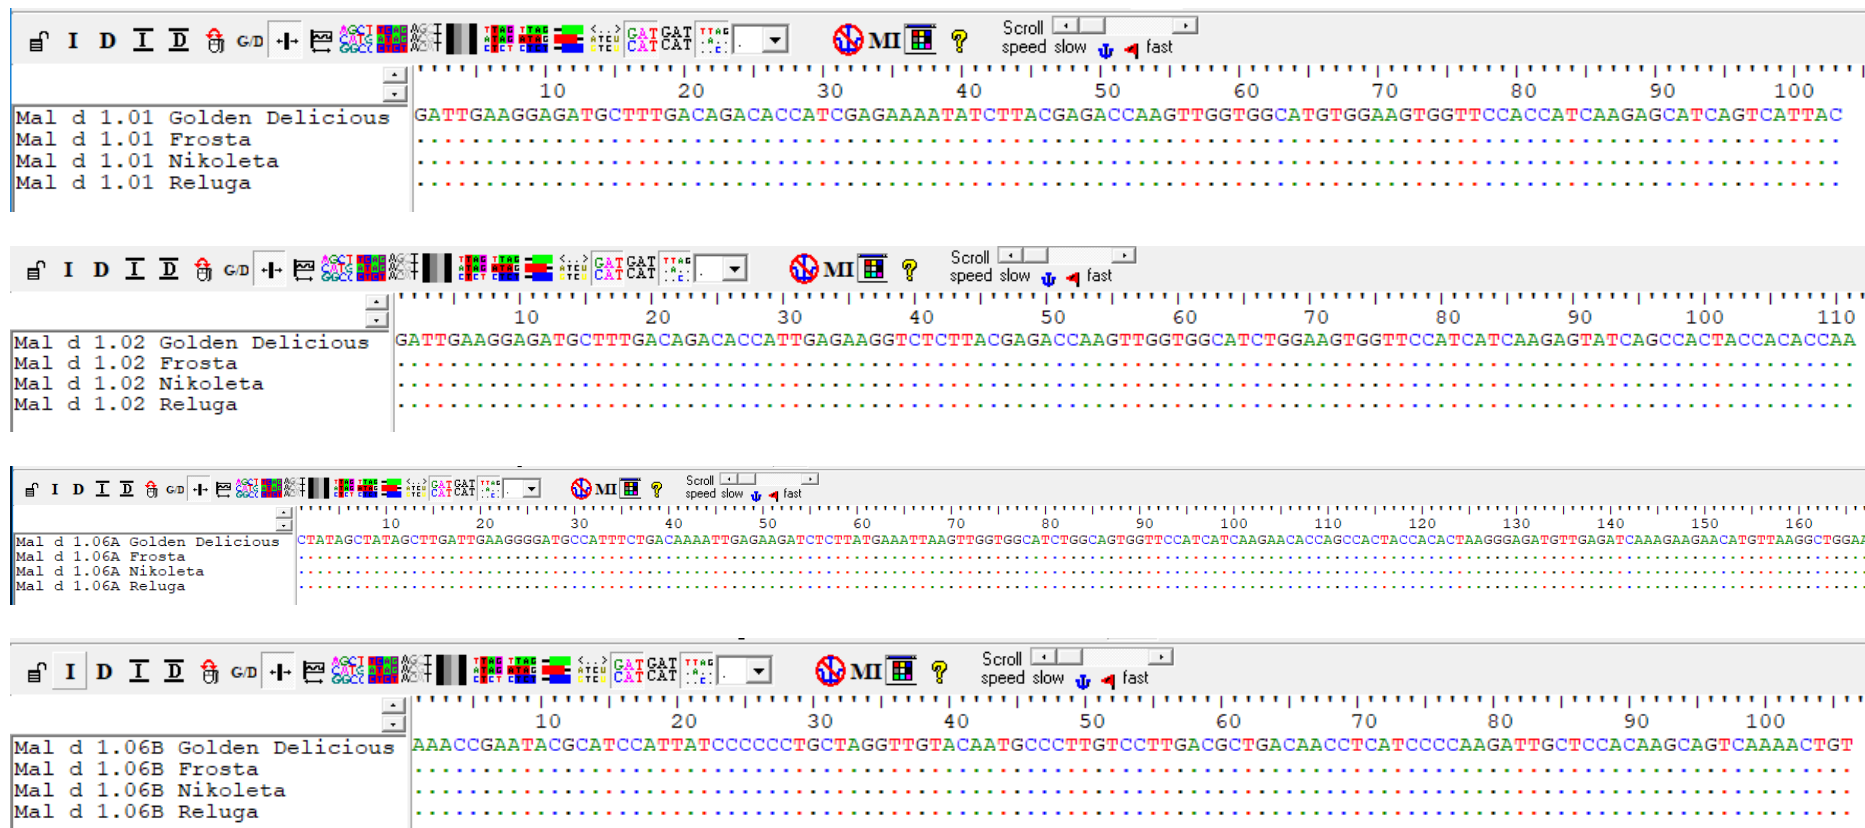 I D I D G/D MI ? Scroll
speed slow fast
10 20 30 40 50 60 70 80 90 100
Mal d 1.01 Golden Delicious GATTGAAGGAGATGCTTTGACAGACACCATCGAGAAAATATCTTACGAGACCAAGTTGGTGGCATGTGGAAGTGGTTCCACCATCAAGAGCATCAGTCATTAC
Mal d 1.01 Frosta
Mal d 1.01 Nikoleta
Mal d 1.01 Reluga
I D I D G/D MI ? Scroll
speed slow fast
10 20 30 40 50 60 70 80 90 100 110
Mal d 1.02 Golden Delicious GATTGAAGGAGATGCTTTGACAGACACCATTGAGAAGGTCTCTTACGAGACCAAGTTGGTGGCATCTGGAAGTGGTTCCATCATCAAGAGTATCAGCCACTACCACACCAA
Mal d 1.02 Frosta
Mal d 1.02 Nikoleta
Mal d 1.02 Reluga
I D I D G/D MI ? Scroll
speed slow fast
10 20 30 40 50 60 70 80 90 100 110 120 130 140 150 160
Mal d 1.06A Golden Delicious CTATAGCTATAGCTTGATTGAAGGGGATGCCATTTCTGACAAAATTGAGAAGATCTCTTATGAAATTAAGTTGGTGGCATCTGGCAGTGGTTCCATCATCAAGAACACCAGCCACTACCACACTAAGGGAGATGTTGAGATCAAAGAAGAACATGTTAAGGCTGGAA
Mal d 1.06A Frosta
Mal d 1.06A Nikoleta
Mal d 1.06A Reluga
I D I D G/D MI ? Scroll
speed slow fast
10 20 30 40 50 60 70 80 90 100
Mal d 1.06B Golden Delicious AAACCGAATACGCATCCATTATCCCCCCTGCTAGGTTGTACAATGCCCTTGTCCTTGACGCTGACAACCTCATCCCCAAGATTGCTCCACAAGCAGTCAAAACTGT
Mal d 1.06B Frosta
Mal d 1.06B Nikoleta
Mal d 1.06B Reluga